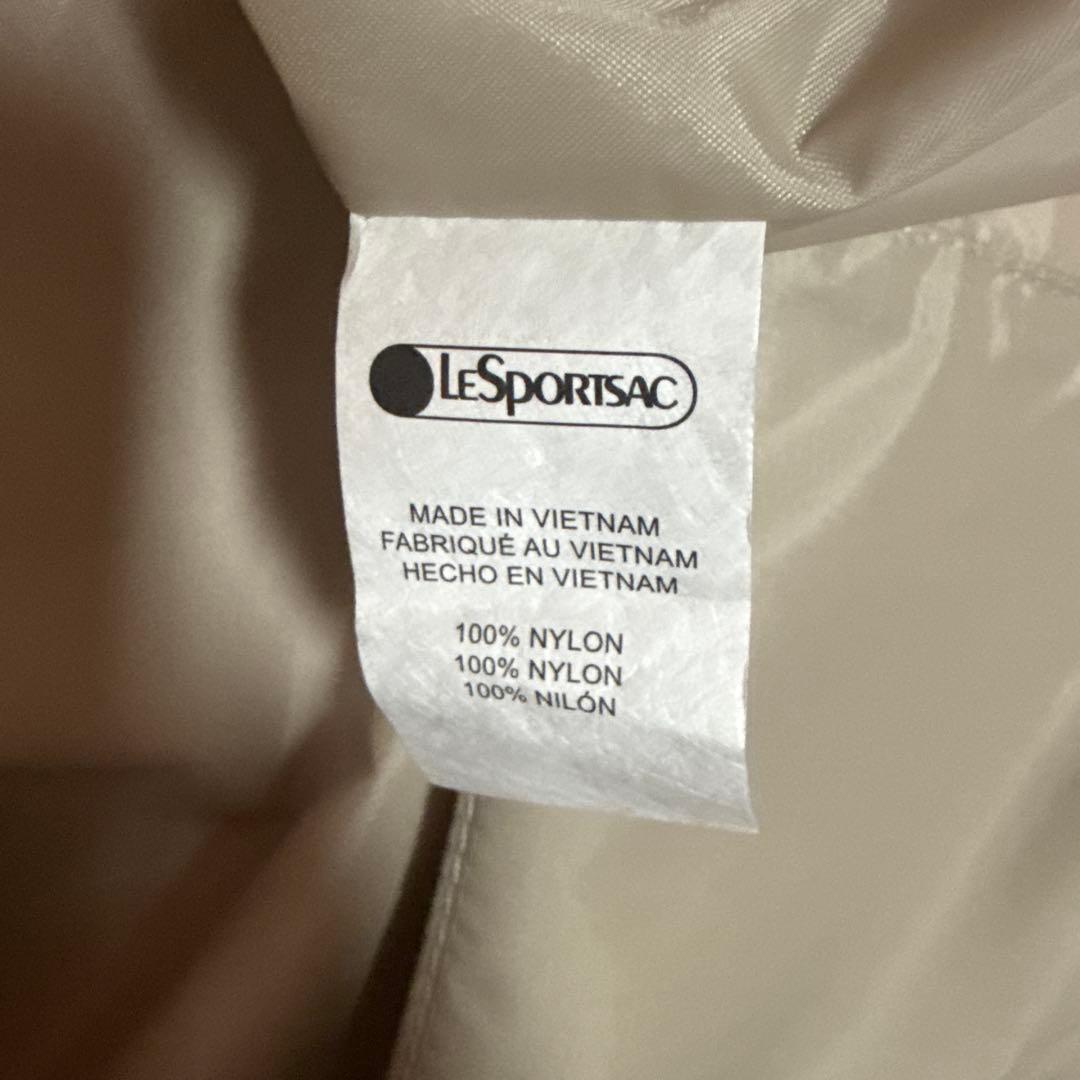 LESPORTSAC
MADE IN VIETNAM
FABRIQUÉ AU VIETNAM
HECHO EN VIETNAM
100% NYLON
100% NYLON
100% NILÓN